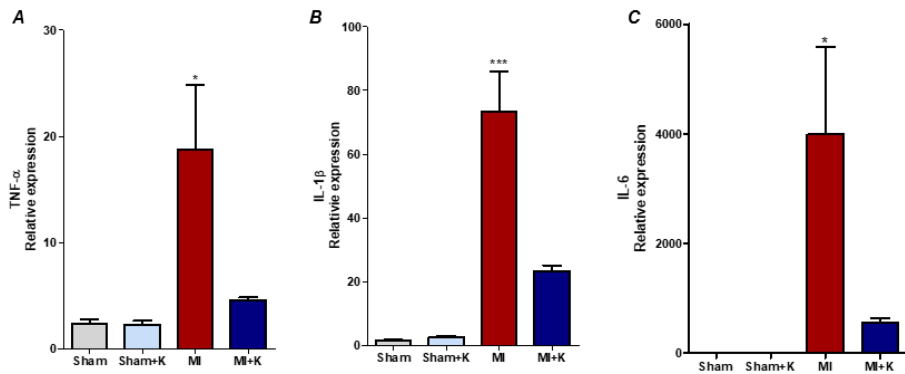 A
TNF-α
Relative expression
30
20
10
0
*
Sham Sham+K MI MI+K
B
IL-1β
Relativie expression
100
80
60
40
20
0
***
Sham Sham+K MI MI+K
C
IL-6
Relative expression
6000
4000
2000
0
*
Sham Sham+K MI MI+K